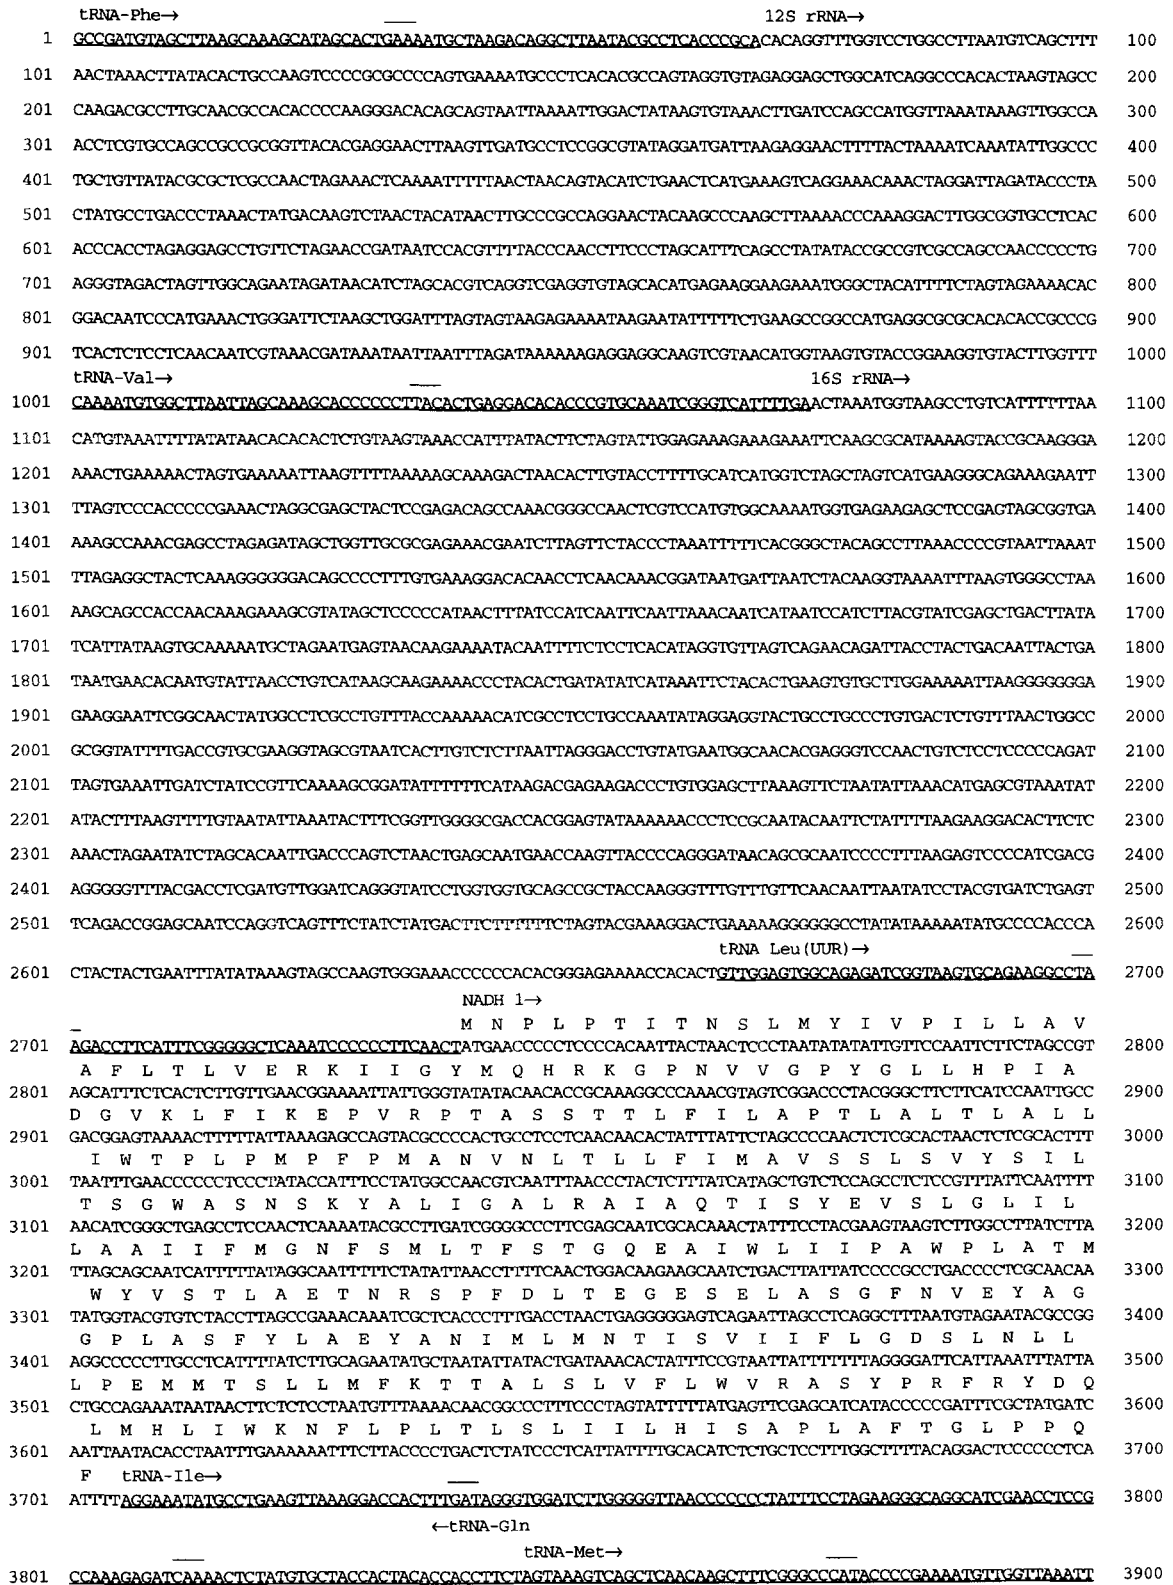 tRNA-Phe→ 12S rRNA→
1 GCCGATGTAGCTTAAGCAAAGCATAGCACTGAAAATGCTAAGACAGGCTTAATACGCCTCACCCGCACACAGGTTTGGTCCTGGCCTTAATGTCAGCTTT 100
101 AACTAAACTTATACACTGCCAAGTCCCCGCGCCCCAGTGAAAATGCCCTCACACGCCAGTAGGTGTAGAGGAGCTGGCATCAGGCCCACACTAAGTAGCC 200
201 CAAGACGCCTTGCAACGCCACACCCCAAGGGACACAGCAGTAATTAAAATTGGACTATAAGTGTAAACTTGATCCAGCCATGGTTAAATAAAGTTGGCCA 300
301 ACCTCGTGCCAGCCGCCGCGGTTACACGAGGAACTTAAGTTGATGCCTCCGGCGTATAGGATGATTAAGAGGAACTTTTACTAAAATCAAATATTGGCCC 400
401 TGCTGTTATACGCGCTCGCCAACTAGAAACTCAAAATTTTTAACTAACAGTACATCTGAACTCATGAAAGTCAGGAAACAAACTAGGATTAGATACCCTA 500
501 CTATGCCTGACCCTAAACTATGACAAGTCTAACTACATAACTTGCCCGCCAGGAACTACAAGCCCAAGCTTAAAACCCAAAGGACTTGGCGGTGCCTCAC 600
601 ACCCACCTAGAGGAGCCTGTTCTAGAACCGATAATCCACGTTTTACCCAACCTTCCCTAGCATTTCAGCCTATATACCGCCGTCGCCAGCCAACCCCCTG 700
701 AGGGTAGACTAGTTGGCAGAATAGATAACATCTAGCACGTCAGGTCGAGGTGTAGCACATGAGAAGGAAGAAATGGGCTACATTTTCTAGTAGAAAACAC 800
801 GGACAATCCCATGAAACTGGGATTCTAAGCTGGATTTAGTAGTAAGAGAAAATAAGAATATTTTTCTGAAGCCGGCCATGAGGCGCGCACACACCGCCCG 900
901 TCACTCTCCTCAACAATCGTAAACGATAAATAATTAATTTAGATAAAAAAGAGGAGGCAAGTCGTAACATGGTAAGTGTACCGGAAGGTGTACTTGGTTT 1000
tRNA-Val→ 16S rRNA→
1001 CAAAATGTGGCTTAATTAGCAAAGCACCCCCCTTACACTGAGGACACACCCGTGCAAATCGGGTCATTTTGAACTAAATGGTAAGCCTGTCATTTTTTAA 1100
1101 CATGTAAATTTTATATAACACACACTCTGTAAGTAAACCATTTATACTTCTAGTATTGGAGAAAGAAAGAAATTCAAGCGCATAAAAGTACCGCAAGGGA 1200
1201 AAACTGAAAAACTAGTGAAAAATTAAGTTTTAAAAAGCAAAGACTAACACTTGTACCTTTTGCATCATGGTCTAGCTAGTCATGAAGGGCAGAAAGAATT 1300
1301 TTAGTCCCACCCCCGAAACTAGGCGAGCTACTCCGAGACAGCCAAACGGGCCAACTCGTCCATGTGGCAAAATGGTGAGAAGAGCTCCGAGTAGCGGTGA 1400
1401 AAAGCCAAACGAGCCTAGAGATAGCTGGTTGCGCGAGAAACGAATCTTAGTTCTACCCTAAATTTTTCACGGGCTACAGCCTTAAACCCCGTAATTAAAT 1500
1501 TTAGAGGCTACTCAAAGGGGGGACAGCCCCTTTGTGAAAGGACACAACCTCAACAAACGGATAATGATTAATCTACAAGGTAAAATTTAAGTGGGCCTAA 1600
1601 AAGCAGCCACCAACAAAGAAAGCGTATAGCTCCCCCATAACTTTATCCATCAATTCAATTAAACAATCATAATCCATCTTACGTATCGAGCTGACTTATA 1700
1701 TCATTATAAGTGCAAAAATGCTAGAATGAGTAACAAGAAAATACAATTTTCTCCTCACATAGGTGTTAGTCAGAACAGATTACCTACTGACAATTACTGA 1800
1801 TAATGAACACAATGTATTAACCTGTCATAAGCAAGAAAACCCTACACTGATATATCATAAATTCTACACTGAAGTGTGCTTGGAAAAATTAAGGGGGGGA 1900
1901 GAAGGAATTCGGCAACTATGGCCTCGCCTGTTTACCAAAAACATCGCCTCCTGCCAAATATAGGAGGTACTGCCTGCCCTGTGACTCTGTTTAACTGGCC 2000
2001 GCGGTATTTTGACCGTGCGAAGGTAGCGTAATCACTTGTCTCTTAATTAGGGACCTGTATGAATGGCAACACGAGGGTCCAACTGTCTCCTCCCCCAGAT 2100
2101 TAGTGAAATTGATCTATCCGTTCAAAAGCGGATATTTTTTCATAAGACGAGAAGACCCTGTGGAGCTTAAAGTTCTAATATTAAACATGAGCGTAAATAT 2200
2201 ATACTTTAAGTTTTGTAATATTAAATACTTTCGGTTGGGGCGACCACGGAGTATAAAAAACCCTCCGCAATACAATTCTATTTTAAGAAGGACACTTCTC 2300
2301 AAACTAGAATATCTAGCACAATTGACCCAGTCTAACTGAGCAATGAACCAAGTTACCCCAGGGATAACAGCGCAATCCCCTTTAAGAGTCCCCATCGACG 2400
2401 AGGGGGTTTACGACCTCGATGTTGGATCAGGGTATCCTGGTGGTGCAGCCGCTACCAAGGGTTTGTTTGTTCAACAATTAATATCCTACGTGATCTGAGT 2500
2501 TCAGACCGGAGCAATCCAGGTCAGTTTCTATCTATGACTTCTTTTTTCTAGTACGAAAGGACTGAAAAAGGGGGGCCTATATAAAAATATGCCCCACCCA 2600
tRNA Leu(UUR)→
2601 CTACTACTGAATTTATATAAAGTAGCCAAGTGGGAAACCCCCCACACGGGAGAAAACCACACTGTTGGAGTGGCAGAGATCGGTAAGTGCAGAAGGCCTA 2700
NADH 1→
M N P L P T I T N S L M Y I V P I L L A V
2701 AGACCTTCATTTCGGGGGCTCAAATCCCCCCTTCAACTATGAACCCCCTCCCCACAATTACTAACTCCCTAATATATATTGTTCCAATTCTTCTAGCCGT 2800
A F L T L V E R K I I G Y M Q H R K G P N V V G P Y G L L H P I A
2801 AGCATTTCTCACTCTTGTTGAACGGAAAATTATTGGGTATATACAACACCGCAAAGGCCCAAACGTAGTCGGACCCTACGGGCTTCTTCATCCAATTGCC 2900
D G V K L F I K E P V R P T A S S T T L F I L A P T L A L T L A L L
2901 GACGGAGTAAAACTTTTTATTAAAGAGCCAGTACGCCCCACTGCCTCCTCAACAACACTATTTATTCTAGCCCCAACTCTCGCACTAACTCTCGCACTTT 3000
I W T P L P M P F P M A N V N L T L L F I M A V S S L S V Y S I L
3001 TAATTTGAACCCCCCTCCCTATACCATTTCCTATGGCCAACGTCAATTTAACCCTACTCTTTATCATAGCTGTCTCCAGCCTCTCCGTTTATTCAATTTT 3100
T S G W A S N S K Y A L I G A L R A I A Q T I S Y E V S L G L I L
3101 AACATCGGGCTGAGCCTCCAACTCAAAATACGCCTTGATCGGGGCCCTTCGAGCAATCGCACAAACTATTTCCTACGAAGTAAGTCTTGGCCTTATCTTA 3200
L A A I I F M G N F S M L T F S T G Q E A I W L I I P A W P L A T M
3201 TTAGCAGCAATCATTTTTATAGGCAATTTTTCTATATTAACCTTTTCAACTGGACAAGAAGCAATCTGACTTATTATCCCCGCCTGACCCCTCGCAACAA 3300
W Y V S T L A E T N R S P F D L T E G E S E L A S G F N V E Y A G
3301 TATGGTACGTGTCTACCTTAGCCGAAACAAATCGCTCACCCTTTGACCTAACTGAGGGGGAGTCAGAATTAGCCTCAGGCTTTAATGTAGAATACGCCGG 3400
G P L A S F Y L A E Y A N I M L M N T I S V I I F L G D S L N L L
3401 AGGCCCCCTTGCCTCATTTTATCTTGCAGAATATGCTAATATTATACTGATAAACACTATTTCCGTAATTATTTTTTTAGGGGATTCATTAAATTTATTA 3500
L P E M M T S L L M F K T T A L S L V F L W V R A S Y P R F R Y D Q
3501 CTGCCAGAAATAATAACTTCTCTCCTAATGTTTAAAACAACGGCCCTTTCCCTAGTATTTTTATGAGTTCGAGCATCATACCCCCGATTTCGCTATGATC 3600
L M H L I W K N F L P L T L S L I I L H I S A P L A F T G L P P Q
3601 AATTAATACACCTAATTTGAAAAAATTTCTTACCCCTGACTCTATCCCTCATTATTTTGCACATCTCTGCTCCTTTGGCTTTTACAGGACTCCCCCCTCA 3700
F tRNA-Ile→
3701 ATTTTAGGAAATATGCCTGAAGTTAAAGGACCACTTTGATAGGGTGGATCTTGGGGGTTAACCCCCCCTATTTCCTAGAAGGGCAGGCATCGAACCTCCG 3800
←tRNA-Gln
tRNA-Met→
3801 CCAAAGAGATCAAAACTCTATGTGCTACCACTACACCACCTTCTAGTAAAGTCAGCTCAACAAGCTTTCGGGCCCATACCCCGAAAATGTTGGTTAAATT 3900